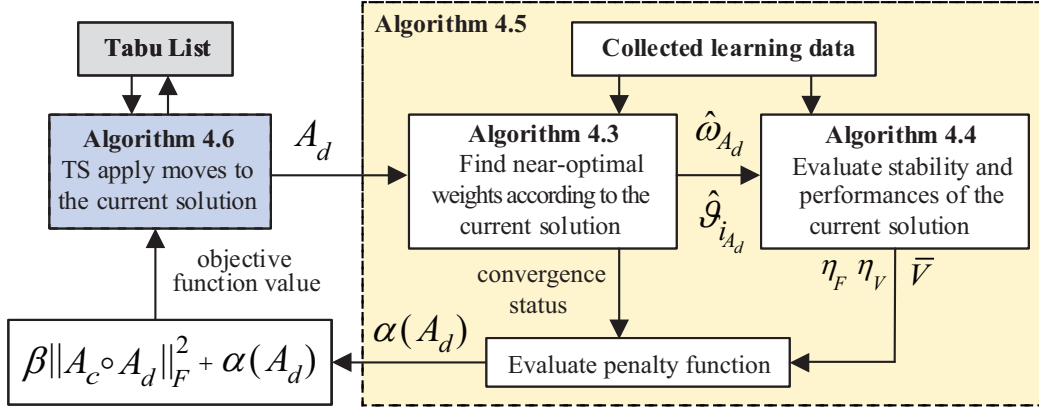 Tabu List
Algorithm 4.6
TS apply moves to
the current solution
A_d
objective
function value
β‖A_c∘A_d‖²_F + α(A_d)
Algorithm 4.5
Collected learning data
Algorithm 4.3
Find near-optimal
weights according to the
current solution
ω̂_{A_d}
ϑ̂_{i_{A_d}}
Algorithm 4.4
Evaluate stability and
performances of the
current solution
convergence
status
η_F η_V V̅
α(A_d)
Evaluate penalty function